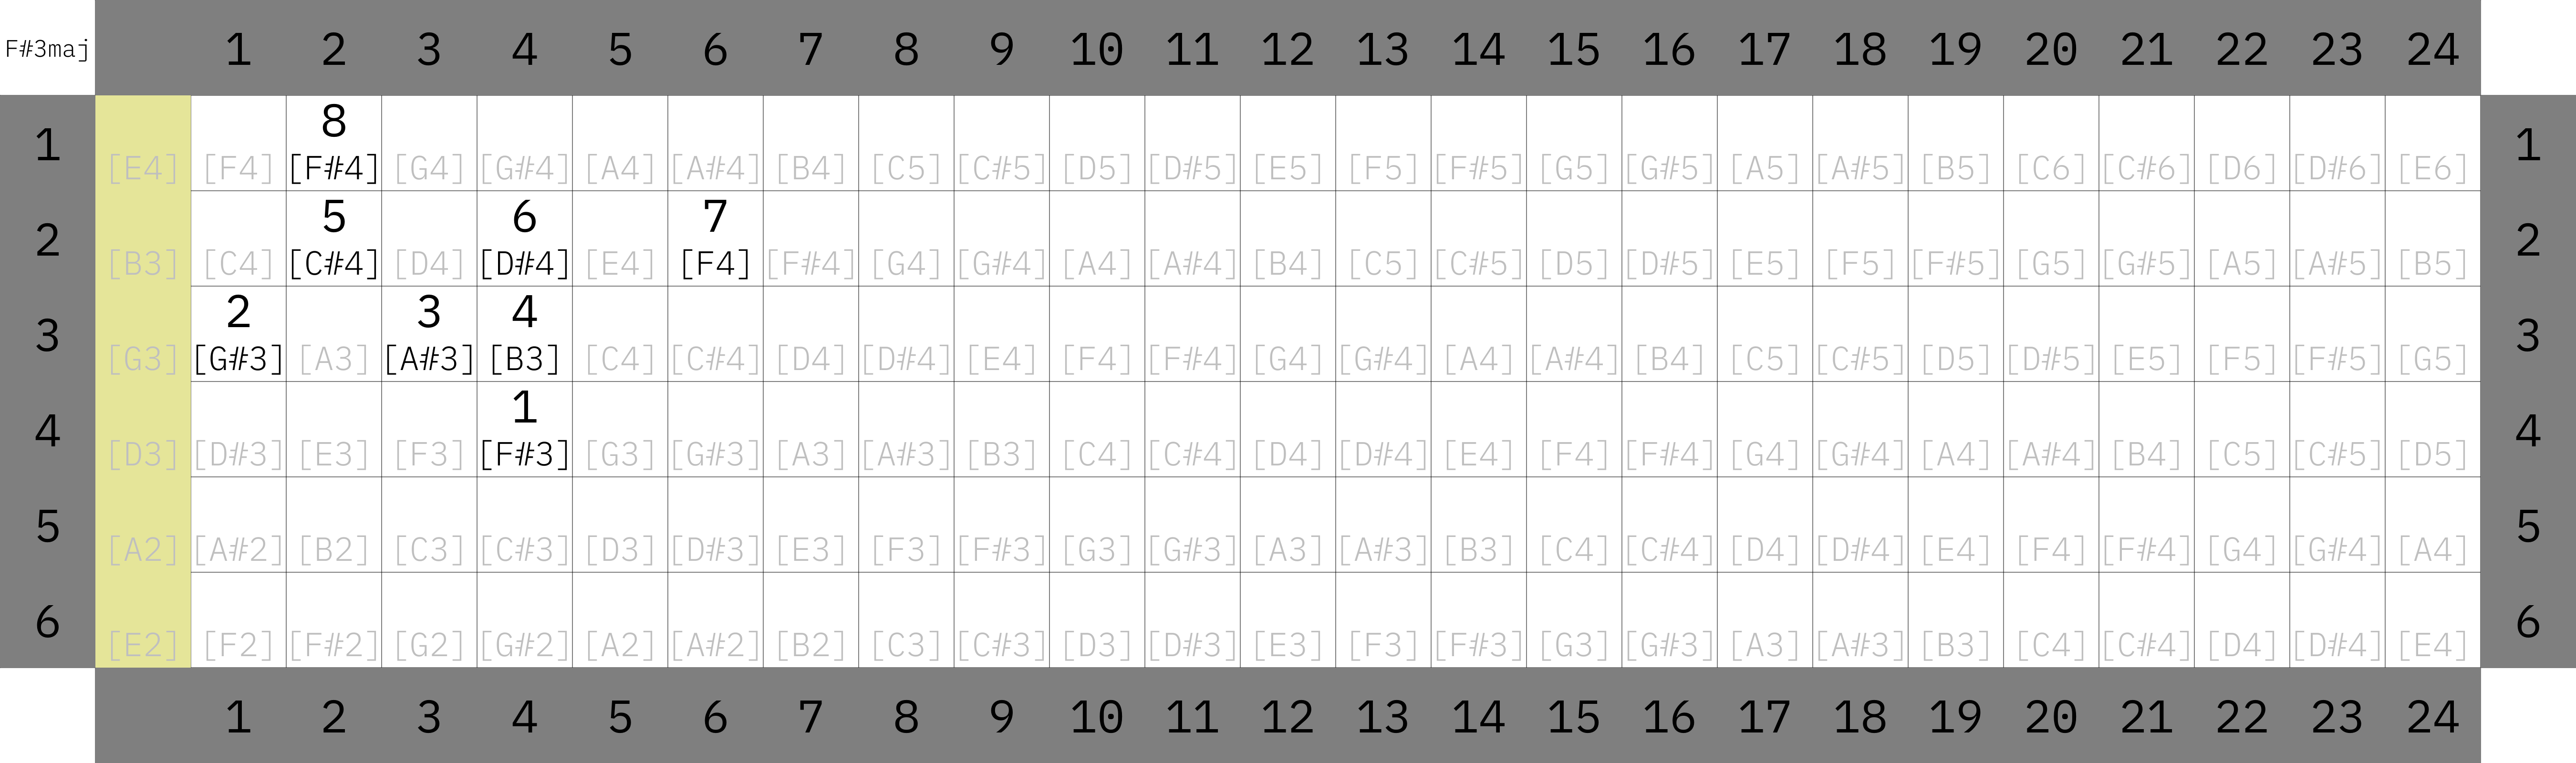 F#3maj 1 2 3 4 5 6 7 8 9 10 11 12 13 14 15 16 17 18 19 20 21 22 23 24
8
1 [E4] [F4] [F#4] [G4] [G#4] [A4] [A#4] [B4] [C5] [C#5] [D5] [D#5] [E5] [F5] [F#5] [G5] [G#5] [A5] [A#5] [B5] [C6] [C#6] [D6] [D#6] [E6] 1
5 6 7
2 [B3] [C4] [C#4] [D4] [D#4] [E4] [F4] [F#4] [G4] [G#4] [A4] [A#4] [B4] [C5] [C#5] [D5] [D#5] [E5] [F5] [F#5] [G5] [G#5] [A5] [A#5] [B5] 2
2 3 4
3 [G3] [G#3] [A3] [A#3] [B3] [C4] [C#4] [D4] [D#4] [E4] [F4] [F#4] [G4] [G#4] [A4] [A#4] [B4] [C5] [C#5] [D5] [D#5] [E5] [F5] [F#5] [G5] 3
1
4 [D3] [D#3] [E3] [F3] [F#3] [G3] [G#3] [A3] [A#3] [B3] [C4] [C#4] [D4] [D#4] [E4] [F4] [F#4] [G4] [G#4] [A4] [A#4] [B4] [C5] [C#5] [D5] 4
5 [A2] [A#2] [B2] [C3] [C#3] [D3] [D#3] [E3] [F3] [F#3] [G3] [G#3] [A3] [A#3] [B3] [C4] [C#4] [D4] [D#4] [E4] [F4] [F#4] [G4] [G#4] [A4] 5
6 [E2] [F2] [F#2] [G2] [G#2] [A2] [A#2] [B2] [C3] [C#3] [D3] [D#3] [E3] [F3] [F#3] [G3] [G#3] [A3] [A#3] [B3] [C4] [C#4] [D4] [D#4] [E4] 6
1 2 3 4 5 6 7 8 9 10 11 12 13 14 15 16 17 18 19 20 21 22 23 24